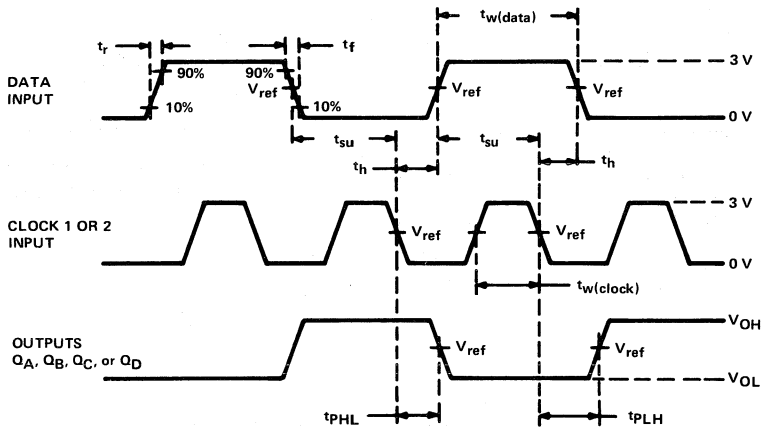 tw(data)
tr
tf
3 V
90%
90%
DATA
INPUT
Vref
Vref
Vref
10%
10%
0 V
tsu
tsu
th
th
3 V
CLOCK 1 OR 2
INPUT
Vref
Vref
0 V
tw(clock)
VOH
OUTPUTS
QA, QB, QC, or QD
Vref
Vref
VOL
tPHL
tPLH